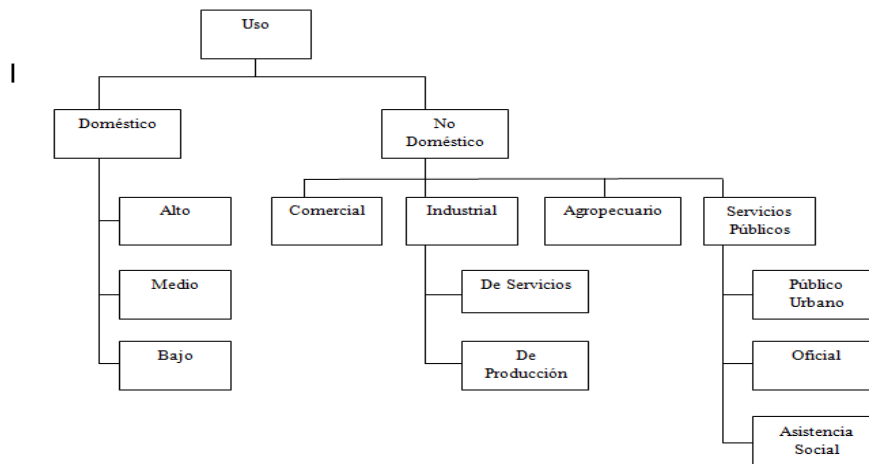 Uso
Doméstico
No
Doméstico
Comercial
Industrial
Agropecuario
Servicios
Públicos
Alto
Medio
Bajo
De Servicios
De
Producción
Público
Urbano
Oficial
Asistencia
Social